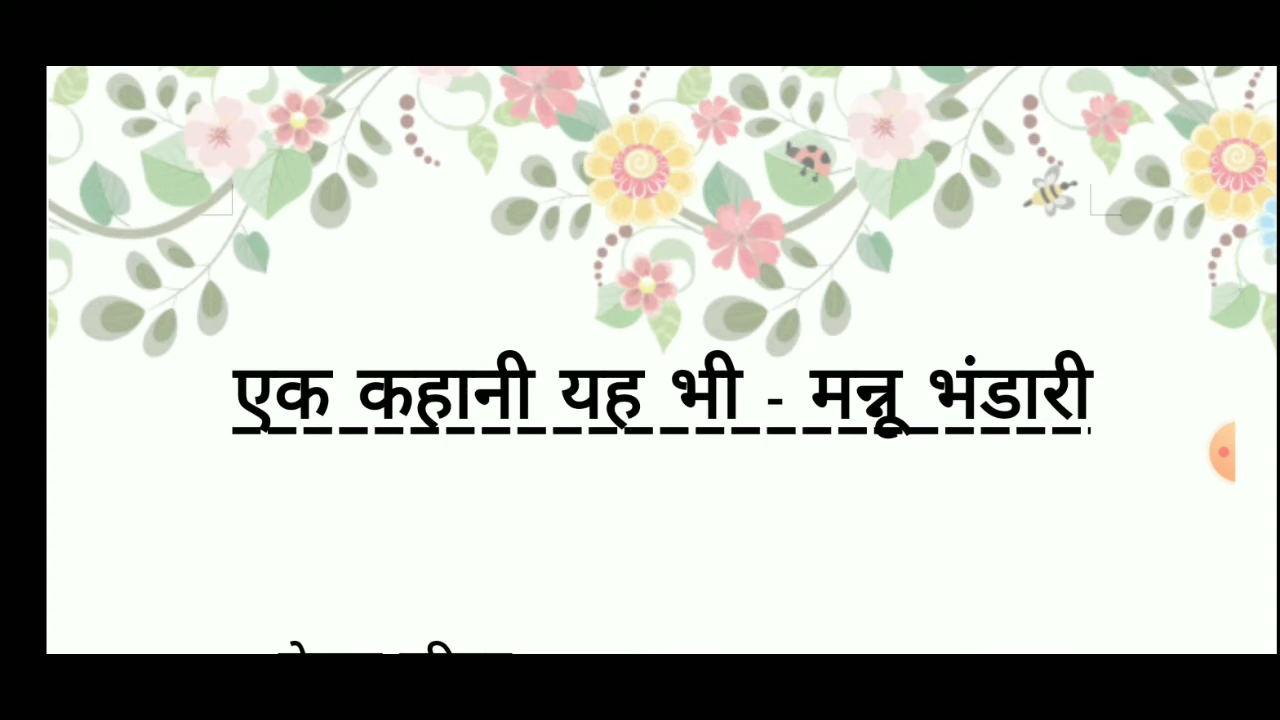 एक कहानी यह भी - मन्नू भंडारी